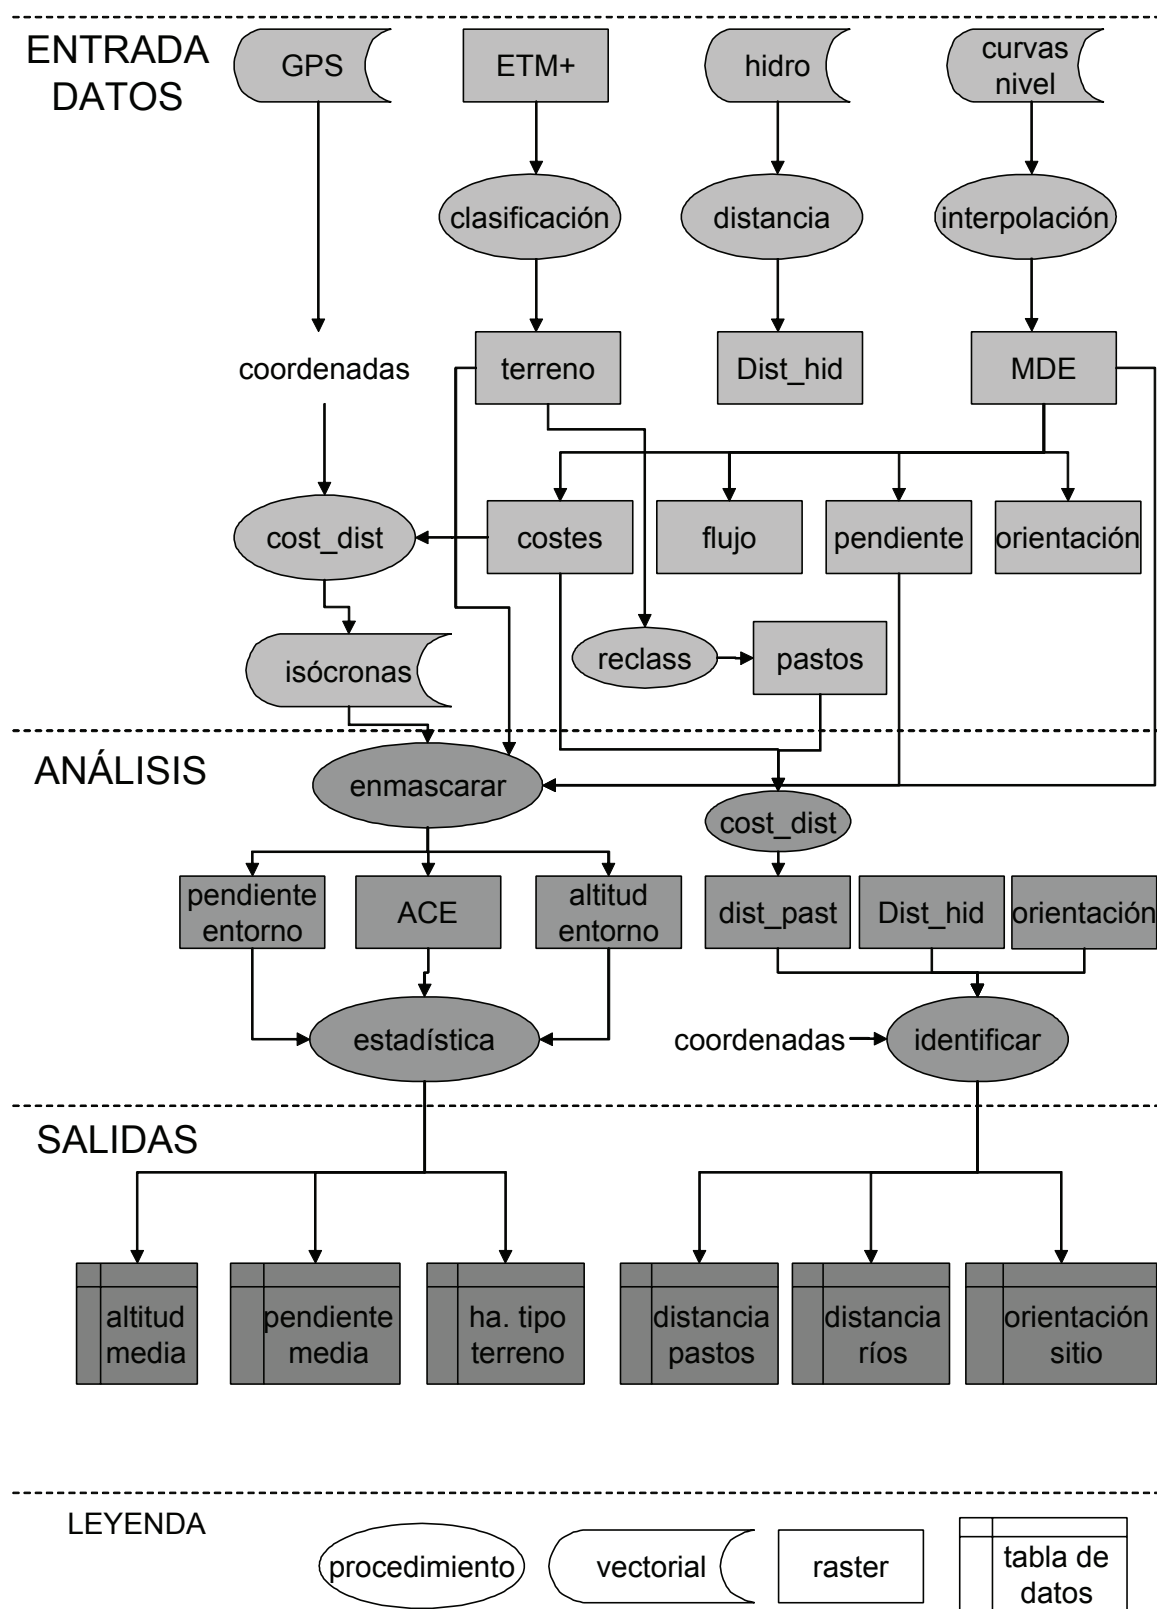 ENTRADA
DATOS
GPS
ETM+
hidro
curvas
nivel
clasificación
distáncia
interpolación
coordenadas
terreno
Dist_hid
MDE
cost_dist
costes
flujo
pendiente
orientación
isócronas
reclass
pastos
ANÁLISIS
enmascarar
cost_dist
pendiente
entorno
ACE
altitud
entorno
dist_past
Dist_hid
orientación
estadística
coordenadas
identificar
SALIDAS
altitud
media
pendiente
media
ha. tipo
terreno
distancia
pastos
distancia
ríos
orientación
sitio
LEYENDA
procedimiento
vectorial
raster
tabla de
datos